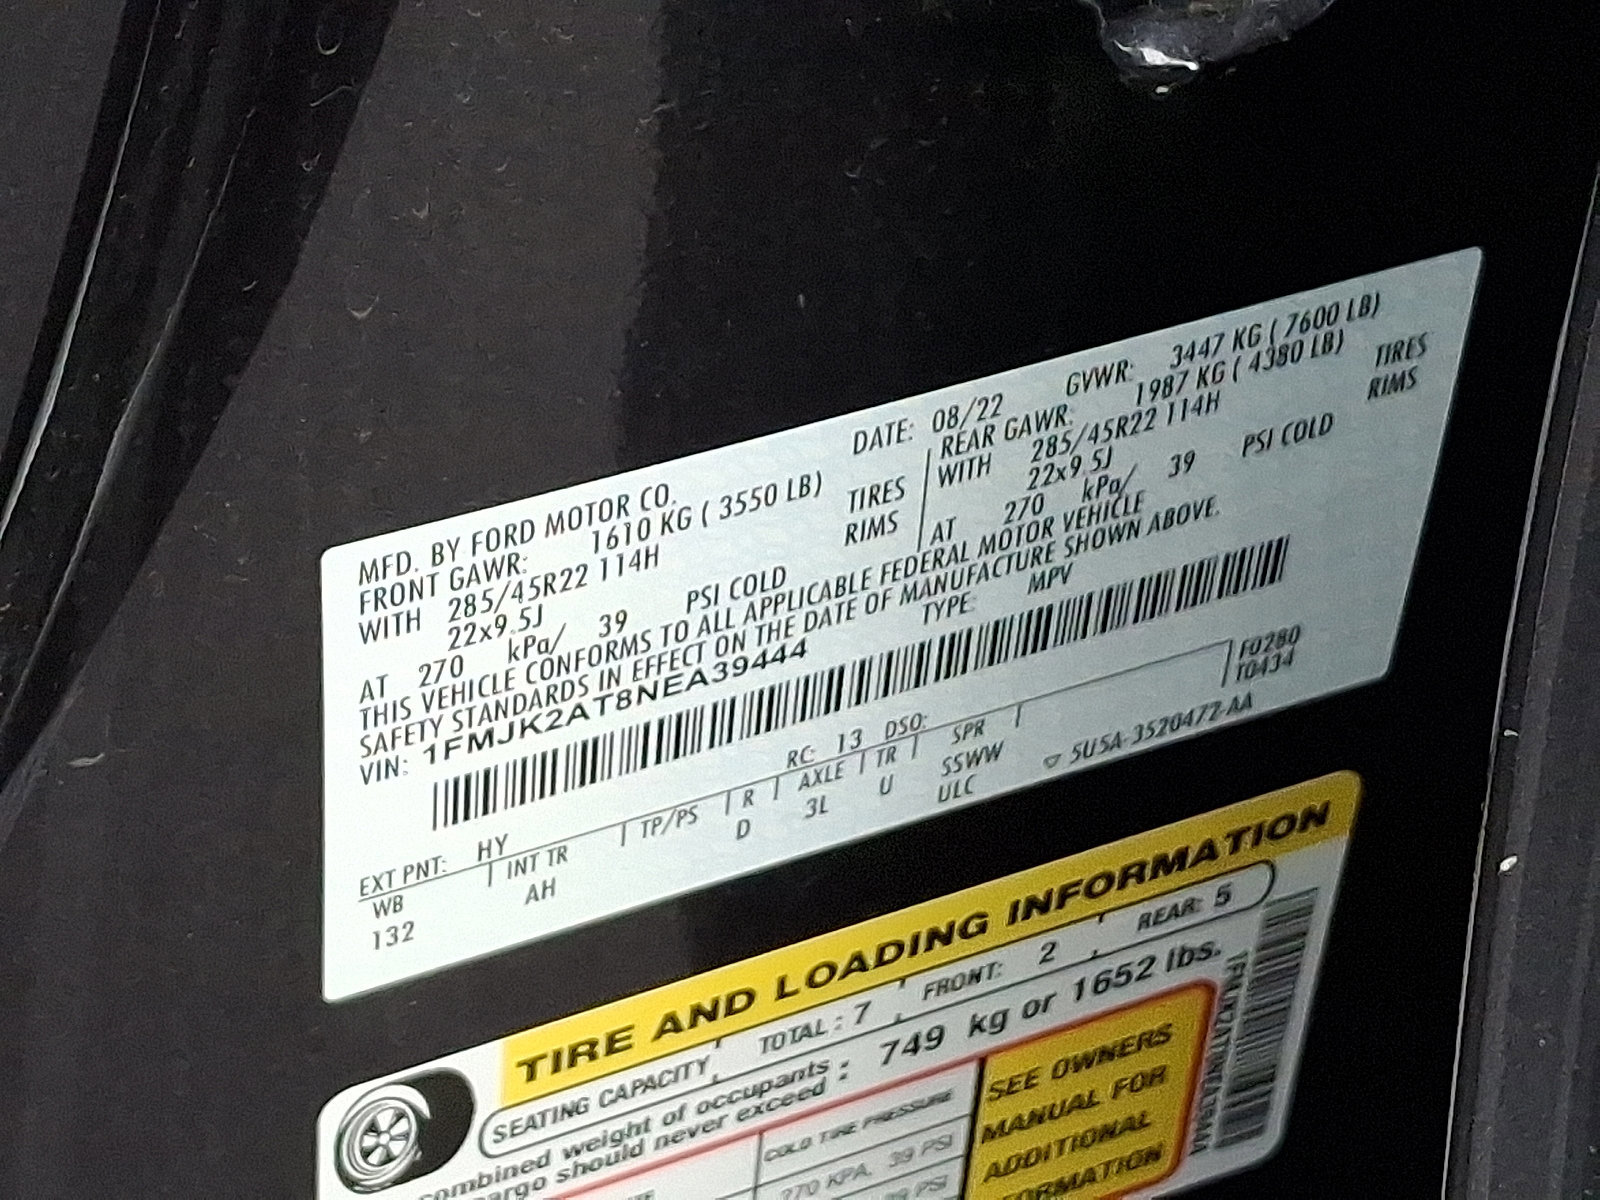 MFD. BY FORD MOTOR CO. DATE: 08/22 GVWR: 3447 KG ( 7600 LB)
FRONT GAWR: 1610 KG ( 3550 LB) REAR GAWR: 1987 KG ( 4380 LB)
WITH 285/45R22 114H TIRES WITH 285/45R22 114H TIRES
22x9.5J RIMS 22x9.5J RIMS
AT 270 kPa/ 39 PSI COLD AT 270 kPa/ 39 PSI COLD
THIS VEHICLE CONFORMS TO ALL APPLICABLE FEDERAL MOTOR VEHICLE
SAFETY STANDARDS IN EFFECT ON THE DATE OF MANUFACTURE SHOWN ABOVE.
VIN: 1FMJK2AT8NEA39444 TYPE: MPV
F0280
T0434
EXT PNT: HY RC: 13 DSO:
WB INT TR TP/PS R AXLE TR SPR
132 AH D 3L U SSWW
ULC
5U5A-3520472-AA
TIRE AND LOADING INFORMATION
SEATING CAPACITY TOTAL : 7 FRONT: 2 REAR: 5
combined weight of occupants
cargo should never exceed : 749 kg or 1652 lbs.
COLD TIRE PRESSURE
270 KPA, 39 PSI
39 PSI
SEE OWNERS
MANUAL FOR
ADDITIONAL
INFORMATION